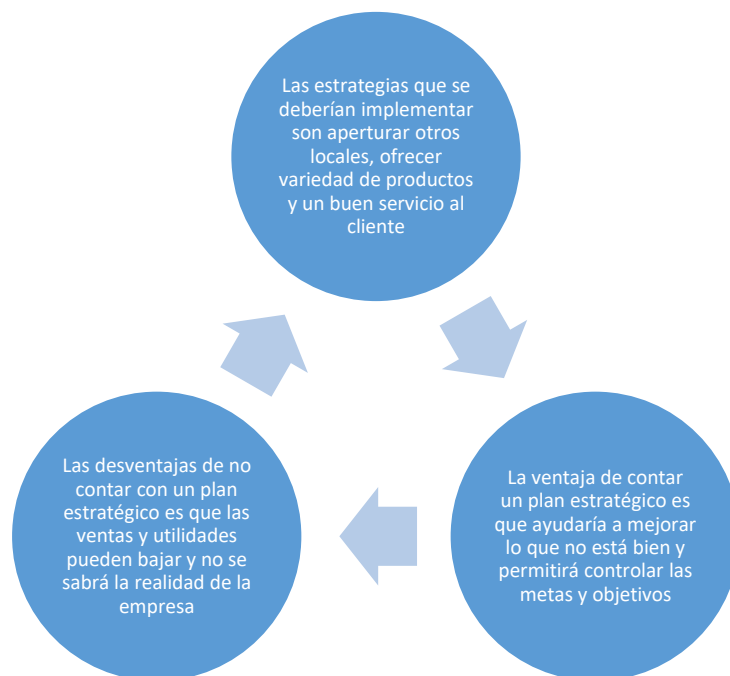 Las estrategias que se
deberían implementar
son aperturar otros
locales, ofrecer
variedad de productos
y un buen servicio al
cliente
La ventaja de contar
un plan estratégico es
que ayudaría a mejorar
lo que no está bien y
permitirá controlar las
metas y objetivos
Las desventajas de no
contar con un plan
estratégico es que las
ventas y utilidades
pueden bajar y no se
sabrá la realidad de la
empresa